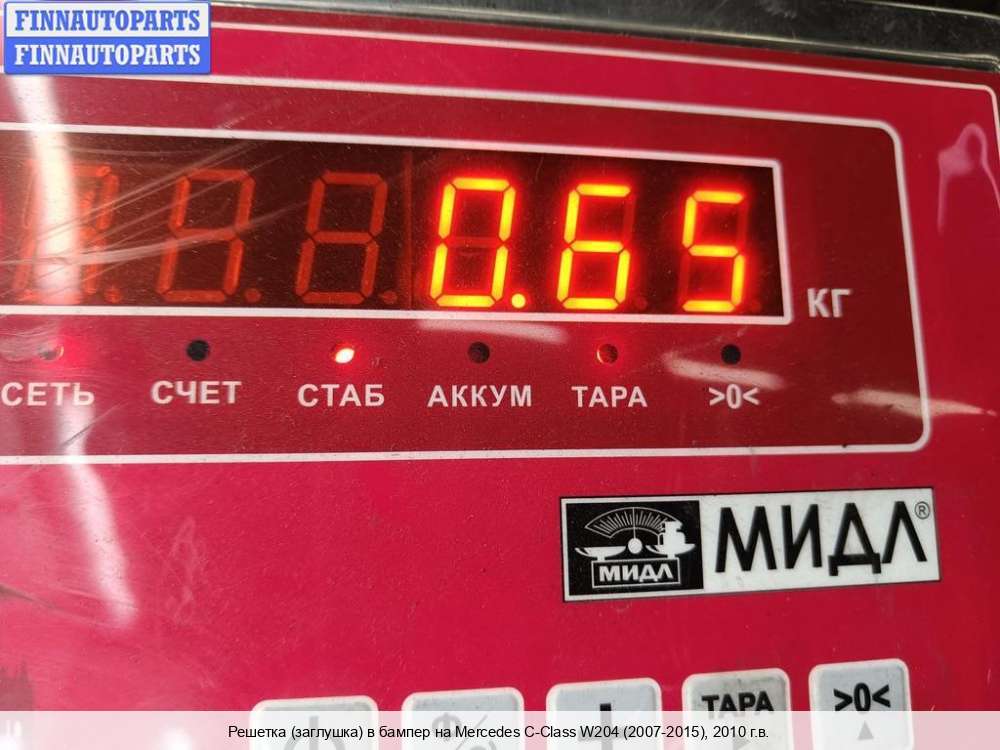 FINNAUTOPARTS
FINNAUTOPARTS
0.65
КГ
СЕТЬ СЧЕТ СТАБ АККУМ ТАРА >0<
МИДЛ МИДЛ®
ТАРА >0<
Решетка (заглушка) в бампер на Mercedes C-Class W204 (2007-2015), 2010 г.в.